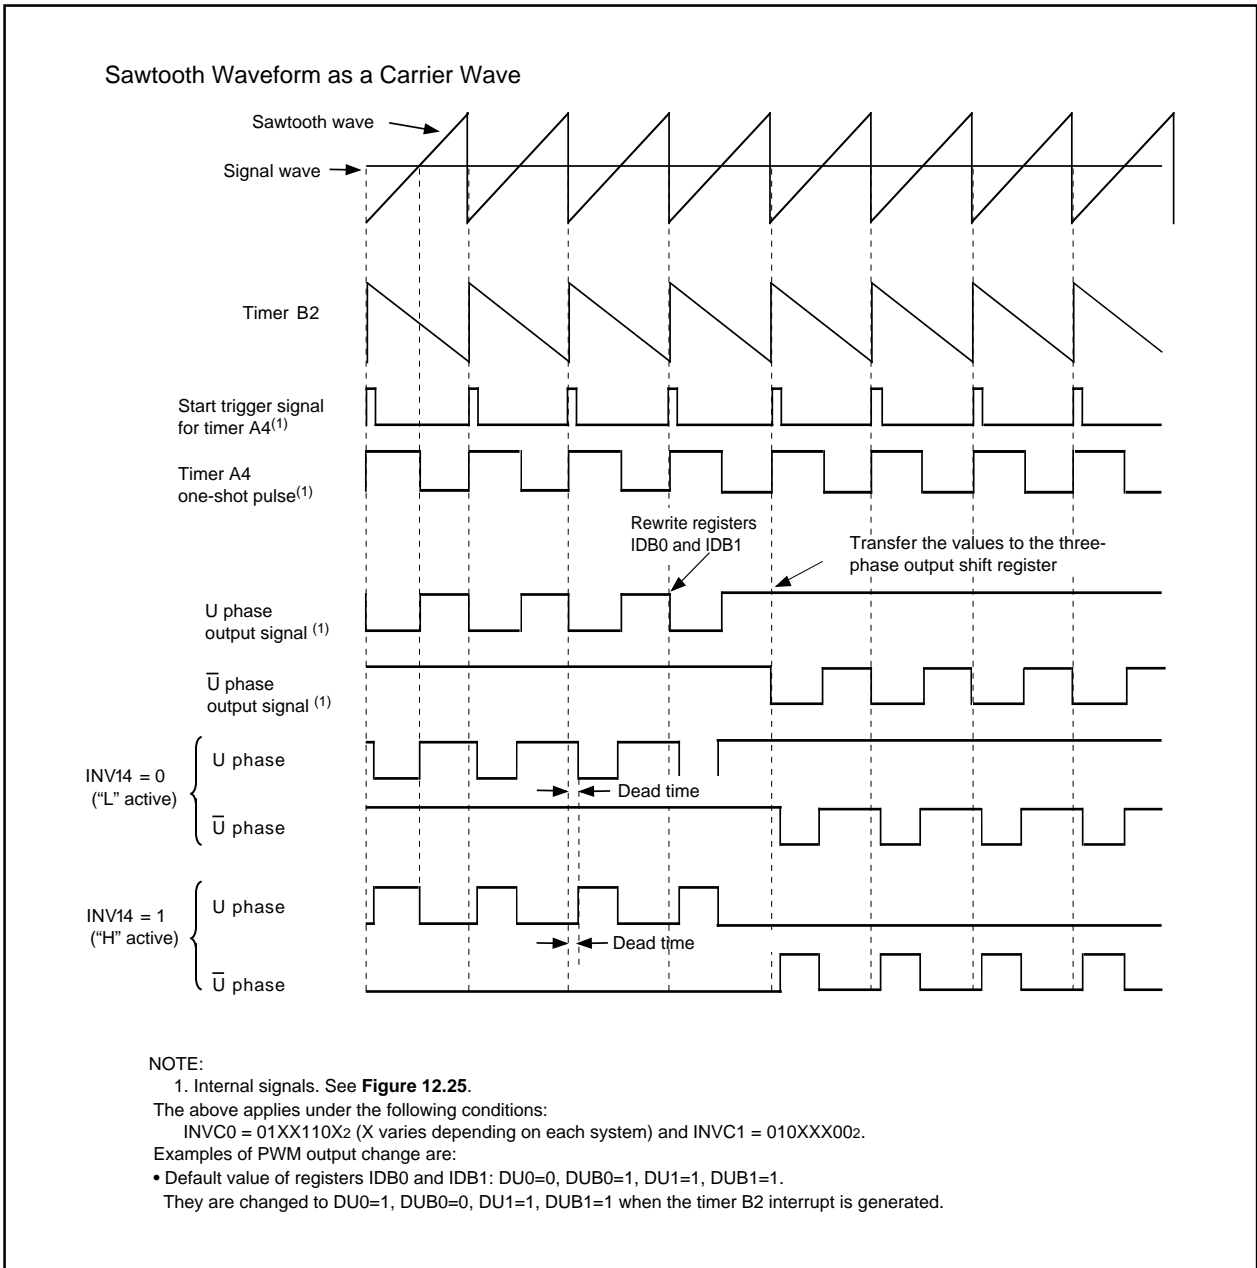 Sawtooth Waveform as a Carrier Wave
Sawtooth wave
Signal wave
Timer B2
Start trigger signal
for timer A4(1)
Timer A4
one-shot pulse(1)
Rewrite registers
IDB0 and IDB1
Transfer the values to the three-
phase output shift register
U phase
output signal (1)
U̅ phase
output signal (1)
INV14 = 0
(“L” active)
U phase
Dead time
U̅ phase
INV14 = 1
(“H” active)
U phase
Dead time
U̅ phase
NOTE:
1. Internal signals. See Figure 12.25.
The above applies under the following conditions:
INVC0 = 01XX110X2 (X varies depending on each system) and INVC1 = 010XXX002.
Examples of PWM output change are:
• Default value of registers IDB0 and IDB1: DU0=0, DUB0=1, DU1=1, DUB1=1.
They are changed to DU0=1, DUB0=0, DU1=1, DUB1=1 when the timer B2 interrupt is generated.